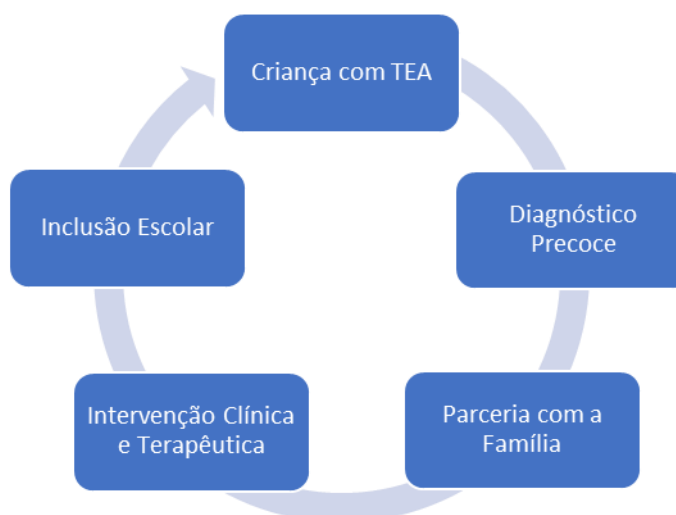 Criança com TEA
Diagnóstico
Precoce
Parceria com a
Família
Intervenção Clínica
e Terapêutica
Inclusão Escolar